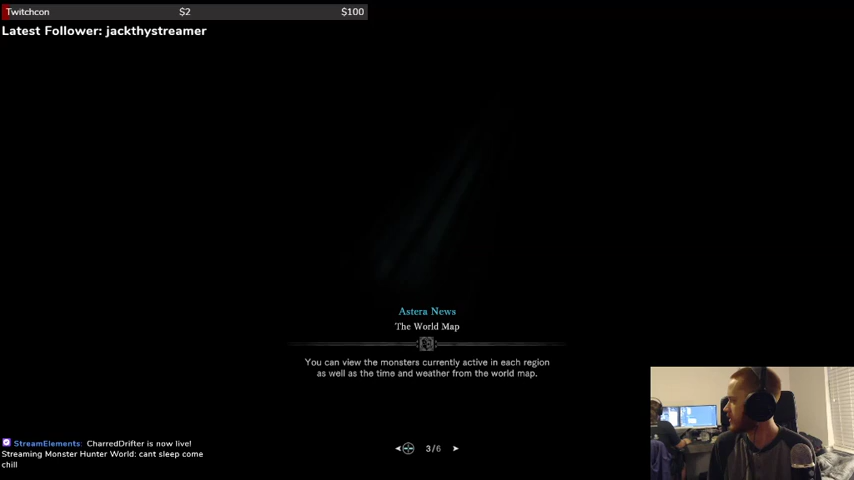 Twitchcon $2 $100
Latest Follower: jackthystreamer
Astera News
The World Map
You can view the monsters currently active in each region
as well as the time and weather from the world map.
StreamElements: CharredDrifter is now live!
Streaming Monster Hunter World: cant sleep come
chill
3/6